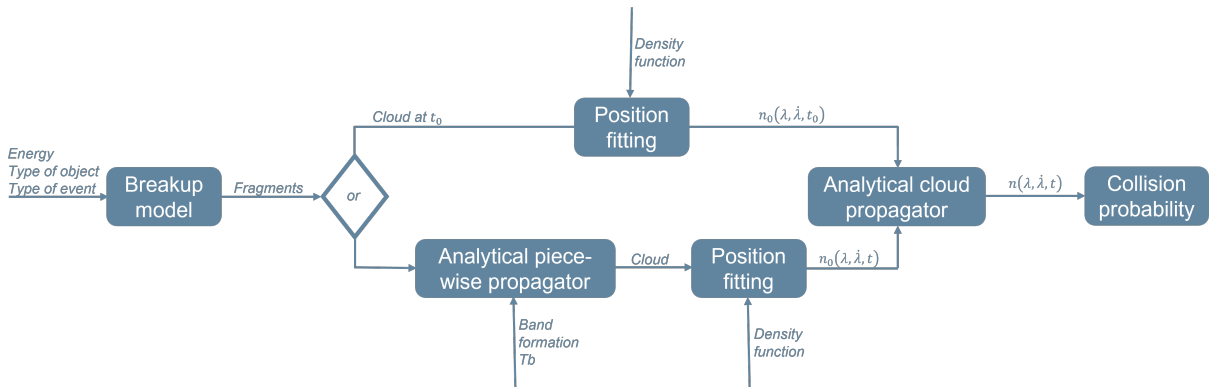 Density
function
Cloud at t₀
Position
fitting
n₀(λ, λ̇, t₀)
Energy
Type of object
Type of event
Breakup
model
Fragments
or
Analytical cloud
propagator
n(λ, λ̇, t)
Collision
probability
Analytical piece-
wise propagator
Cloud
Position
fitting
n₀(λ, λ̇, t)
Band
formation
Tb
Density
function